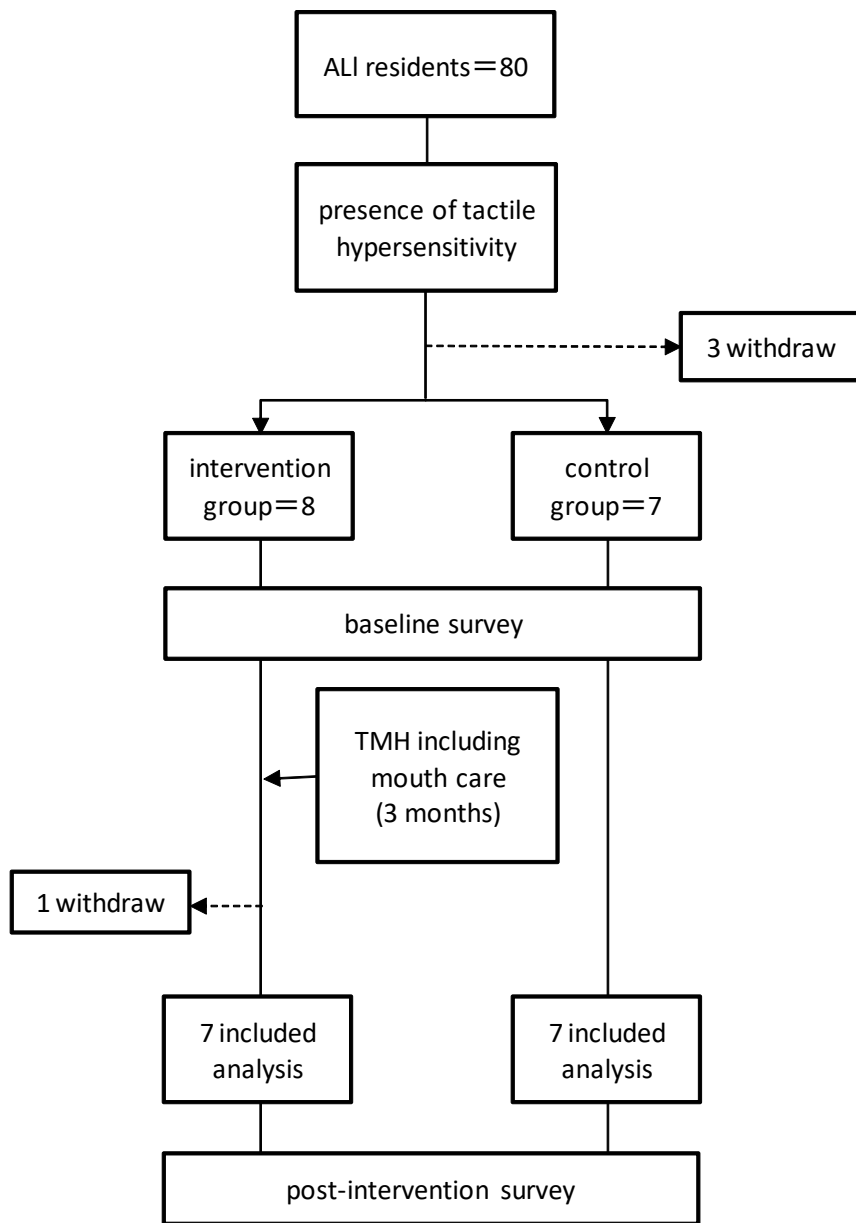 ALl residents＝80
presence of tactile
hypersensitivity
3 withdraw
intervention
group＝8
control
group＝7
baseline survey
TMH including
mouth care
(3 months)
1 withdraw
7 included
analysis
7 included
analysis
post-intervention survey